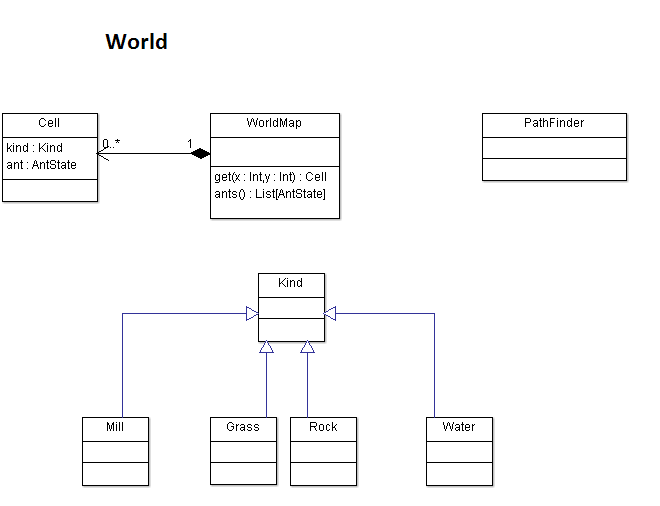 World
Cell
kind : Kind
ant : AntState
0..*
1
WorldMap
get(x : Int,y : Int) : Cell
ants() : List[AntState]
PathFinder
Kind
Mill
Grass
Rock
Water